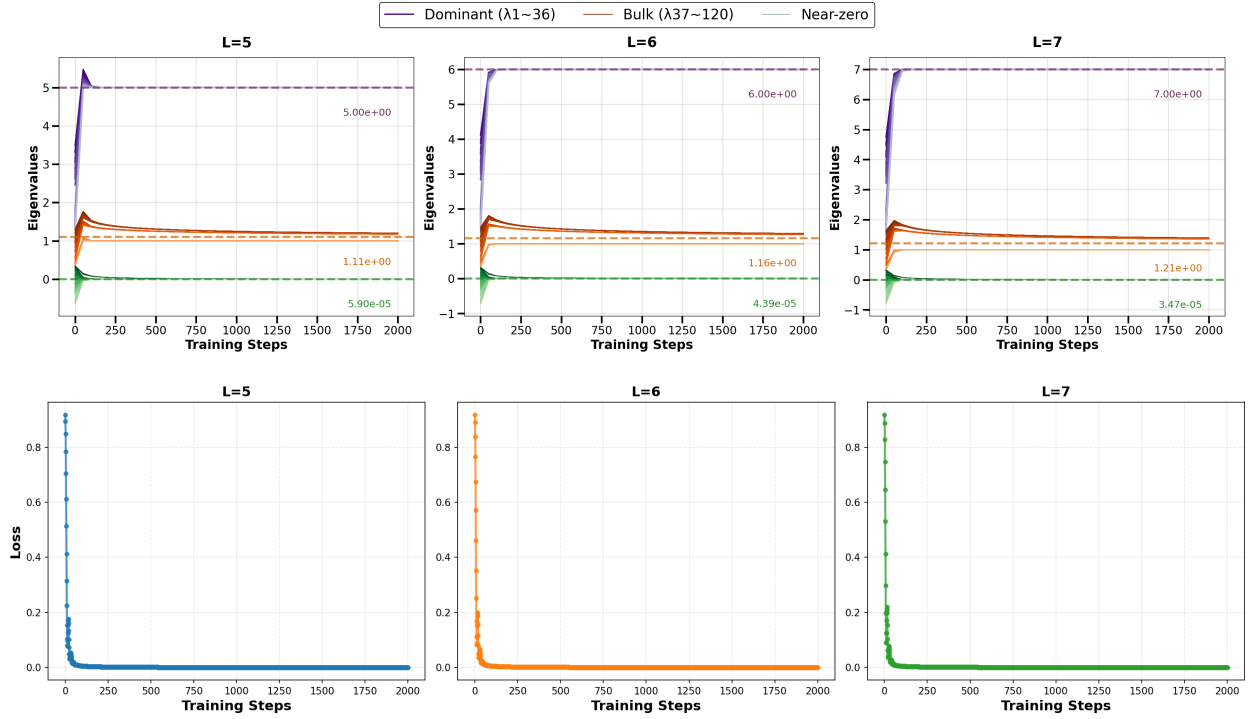 Dominant (λ1~36) Bulk (λ37~120) Near-zero
L=5 L=6 L=7
Eigenvalues
5
4
3
2
1
0
5.00e+00
1.11e+00
5.90e-05
0 250 500 750 1000 1250 1500 1750 2000
Training Steps
Eigenvalues
6
5
4
3
2
1
0
−1
6.00e+00
1.16e+00
4.39e-05
0 250 500 750 1000 1250 1500 1750 2000
Training Steps
Eigenvalues
7
6
5
4
3
2
1
0
−1
7.00e+00
1.21e+00
3.47e-05
0 250 500 750 1000 1250 1500 1750 2000
Training Steps
L=5 L=6 L=7
Loss
0.8
0.6
0.4
0.2
0.0
0 250 500 750 1000 1250 1500 1750 2000
Training Steps
0.8
0.6
0.4
0.2
0.0
0 250 500 750 1000 1250 1500 1750 2000
Training Steps
0.8
0.6
0.4
0.2
0.0
0 250 500 750 1000 1250 1500 1750 2000
Training Steps